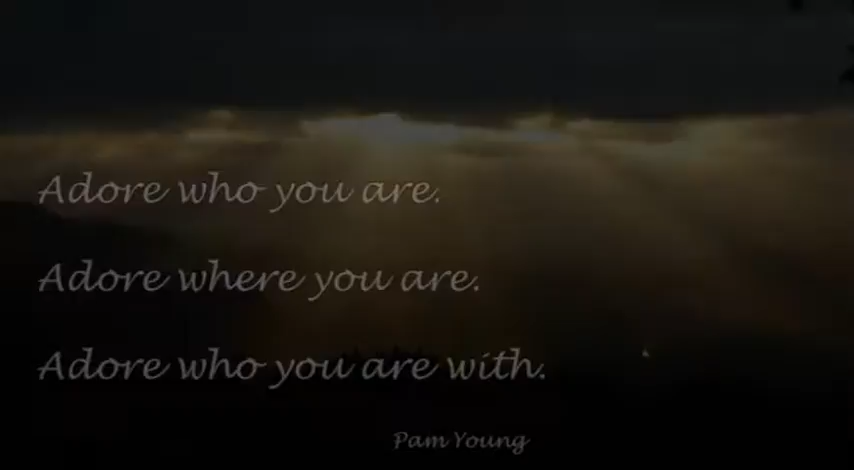 Adore who you are.
Adore where you are.
Adore who you are with.
Pam Young